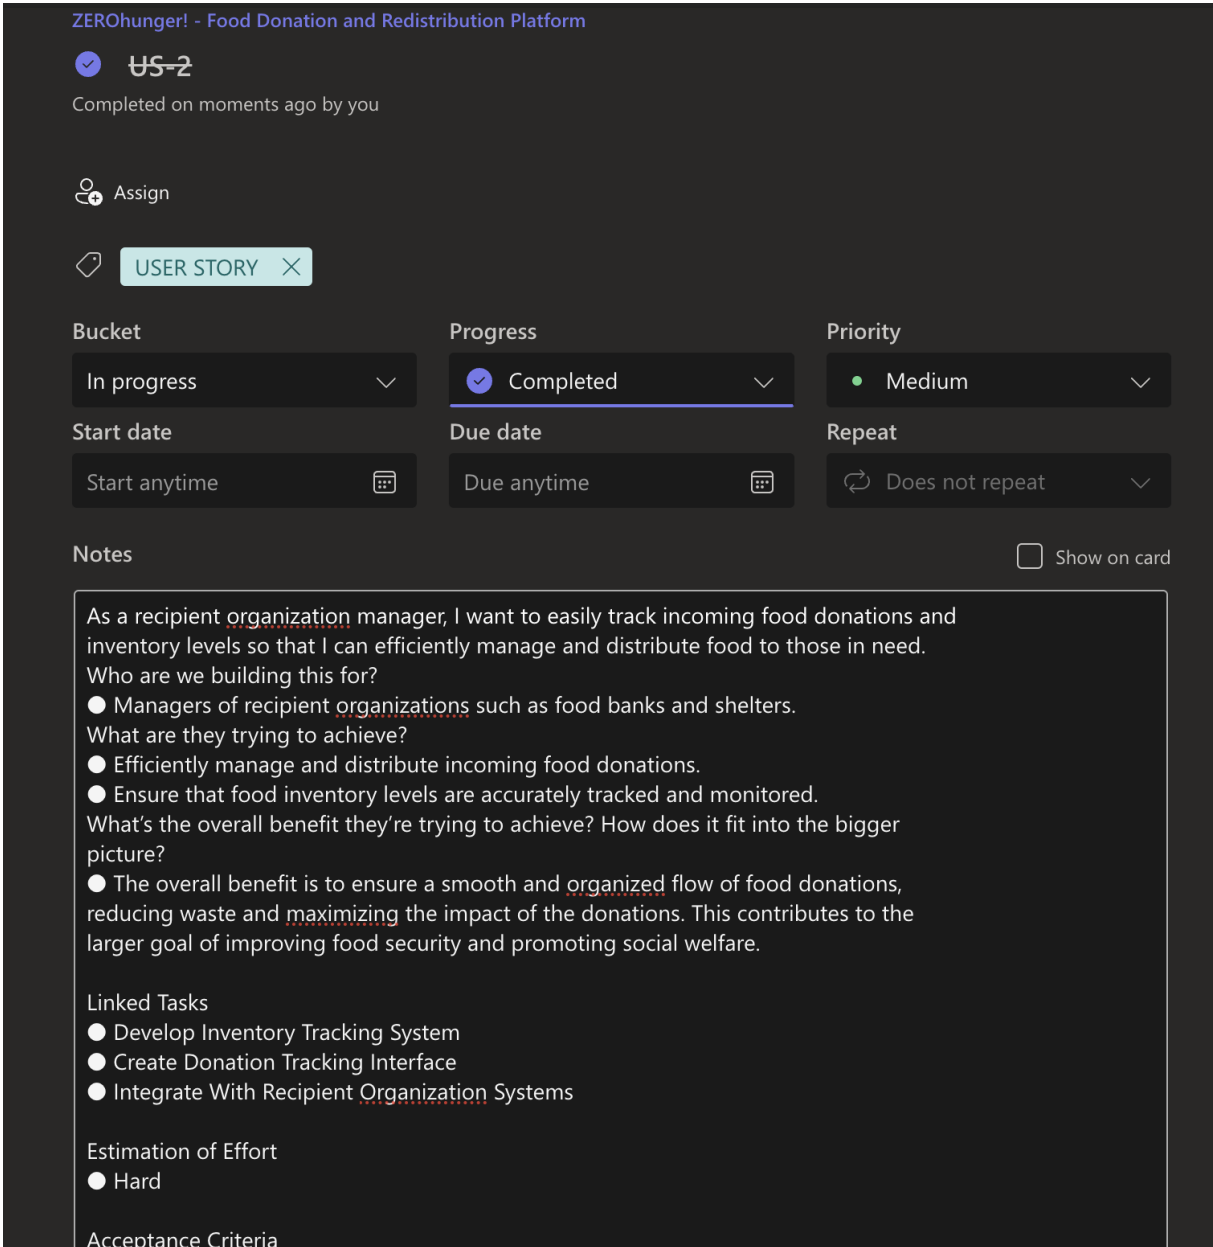 ZEROhunger! - Food Donation and Redistribution Platform
US-2
Completed on moments ago by you
Assign
USER STORY
Bucket
Progress
Priority
In progress
Completed
Medium
Start date
Due date
Repeat
Start anytime
Due anytime
Does not repeat
Notes
Show on card
As a recipient organization manager, I want to easily track incoming food donations and
inventory levels so that I can efficiently manage and distribute food to those in need.
Who are we building this for?
● Managers of recipient organizations such as food banks and shelters.
What are they trying to achieve?
● Efficiently manage and distribute incoming food donations.
● Ensure that food inventory levels are accurately tracked and monitored.
What's the overall benefit they're trying to achieve? How does it fit into the bigger
picture?
● The overall benefit is to ensure a smooth and organized flow of food donations,
reducing waste and maximizing the impact of the donations. This contributes to the
larger goal of improving food security and promoting social welfare.
Linked Tasks
● Develop Inventory Tracking System
● Create Donation Tracking Interface
● Integrate With Recipient Organization Systems
Estimation of Effort
● Hard
Acceptance Criteria